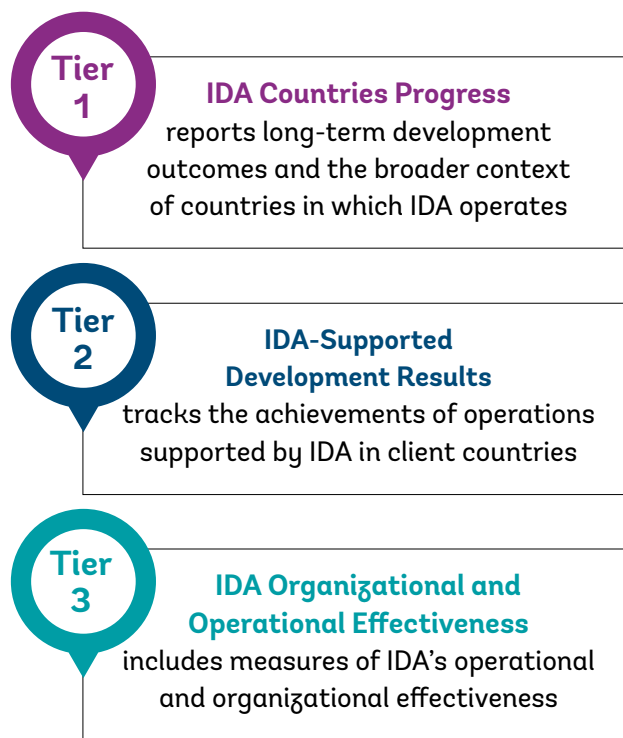 Tier
1
IDA Countries Progress
reports long-term development
outcomes and the broader context
of countries in which IDA operates
Tier
2
IDA-Supported
Development Results
tracks the achievements of operations
supported by IDA in client countries
Tier
3
IDA Organizational and
Operational Effectiveness
includes measures of IDA’s operational
and organizational effectiveness